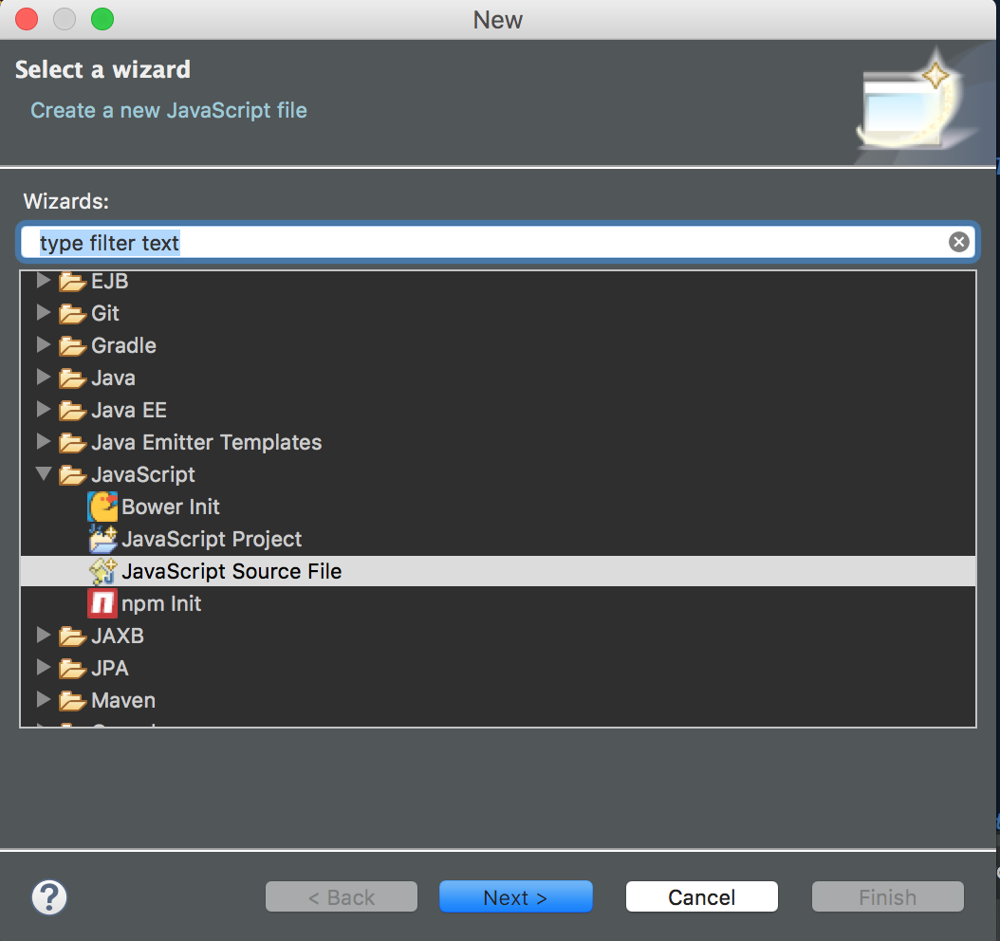 New
Select a wizard
Create a new JavaScript file
Wizards:
type filter text
EJB
Git
Gradle
Java
Java EE
Java Emitter Templates
JavaScript
Bower Init
JavaScript Project
JavaScript Source File
npm Init
JAXB
JPA
Maven
?
< Back
Next >
Cancel
Finish